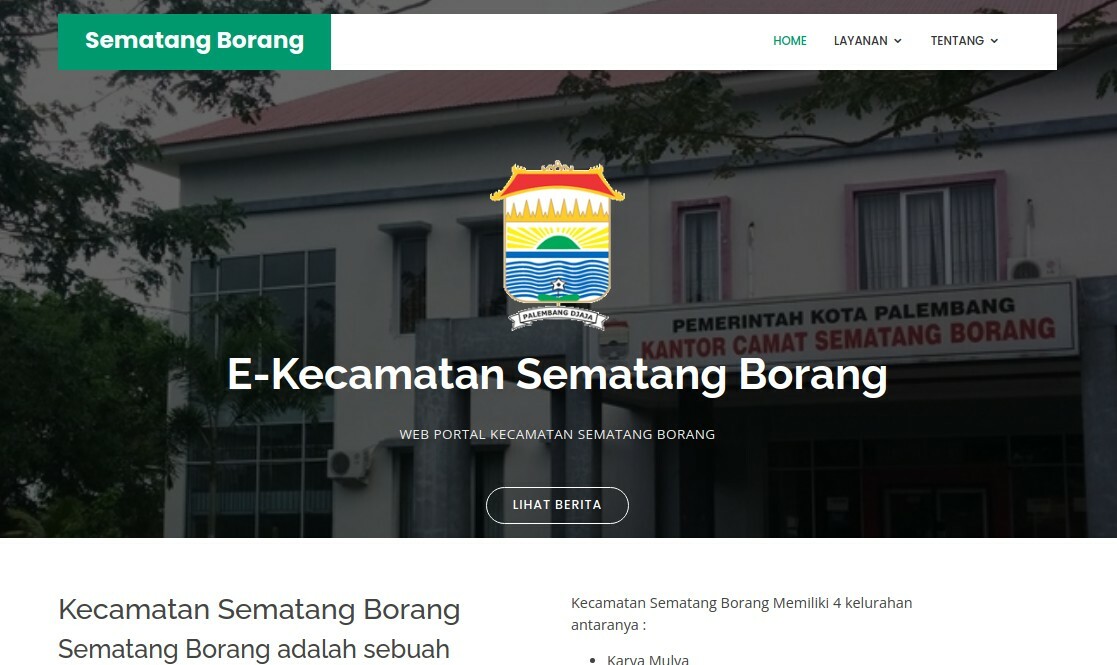 Sematang Borang
HOME
LAYANAN
TENTANG
PALEMBANG DJAJA
PEMERINTAH KOTA PALEMBANG
KANTOR CAMAT SEMATANG BORANG
E-Kecamatan Sematang Borang
WEB PORTAL KECAMATAN SEMATANG BORANG
LIHAT BERITA
Kecamatan Sematang Borang
Sematang Borang adalah sebuah
Kecamatan Sematang Borang Memiliki 4 kelurahan
antaranya :
• Karya Mulya